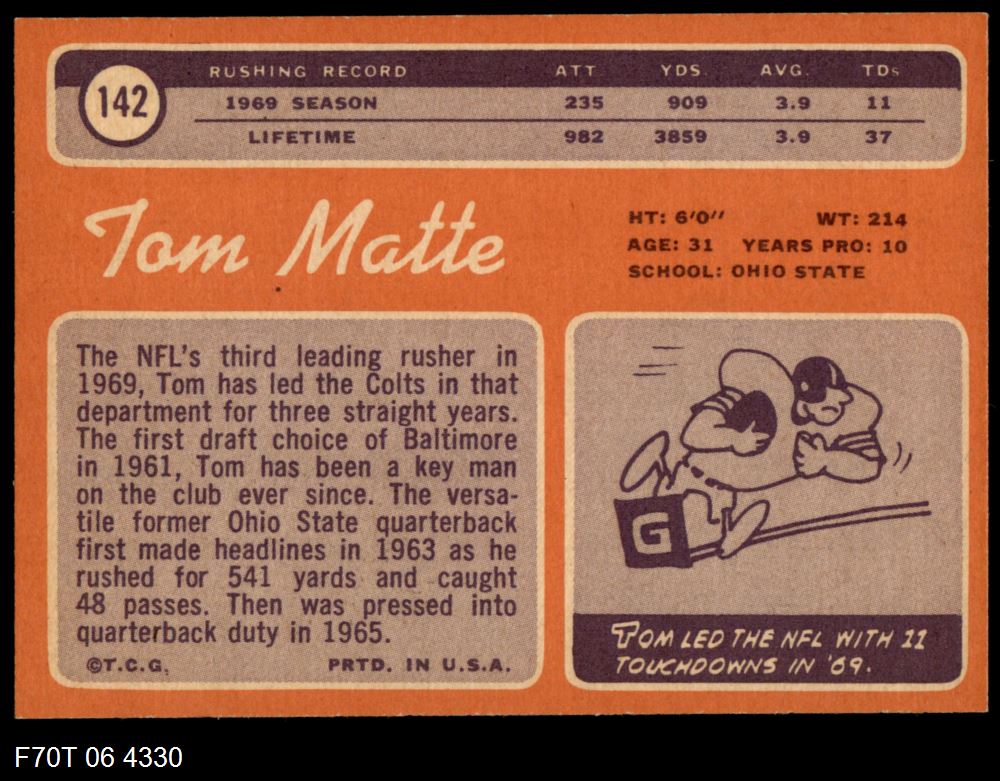 142
RUSHING RECORD ATT. YDS. AVG. TDs
1969 SEASON 235 909 3.9 11
LIFETIME 982 3859 3.9 37
Tom Matte
HT: 6'0" WT: 214
AGE: 31 YEARS PRO: 10
SCHOOL: OHIO STATE
The NFL's third leading rusher in
1969, Tom has led the Colts in that
department for three straight years.
The first draft choice of Baltimore
in 1961, Tom has been a key man
on the club ever since. The versa-
tile former Ohio State quarterback
first made headlines in 1963 as he
rushed for 541 yards and caught
48 passes. Then was pressed into
quarterback duty in 1965.
©T.C.G. PRTD. IN U.S.A.
G
TOM LED THE NFL WITH 11
TOUCHDOWNS IN '69.
F70T 06 4330